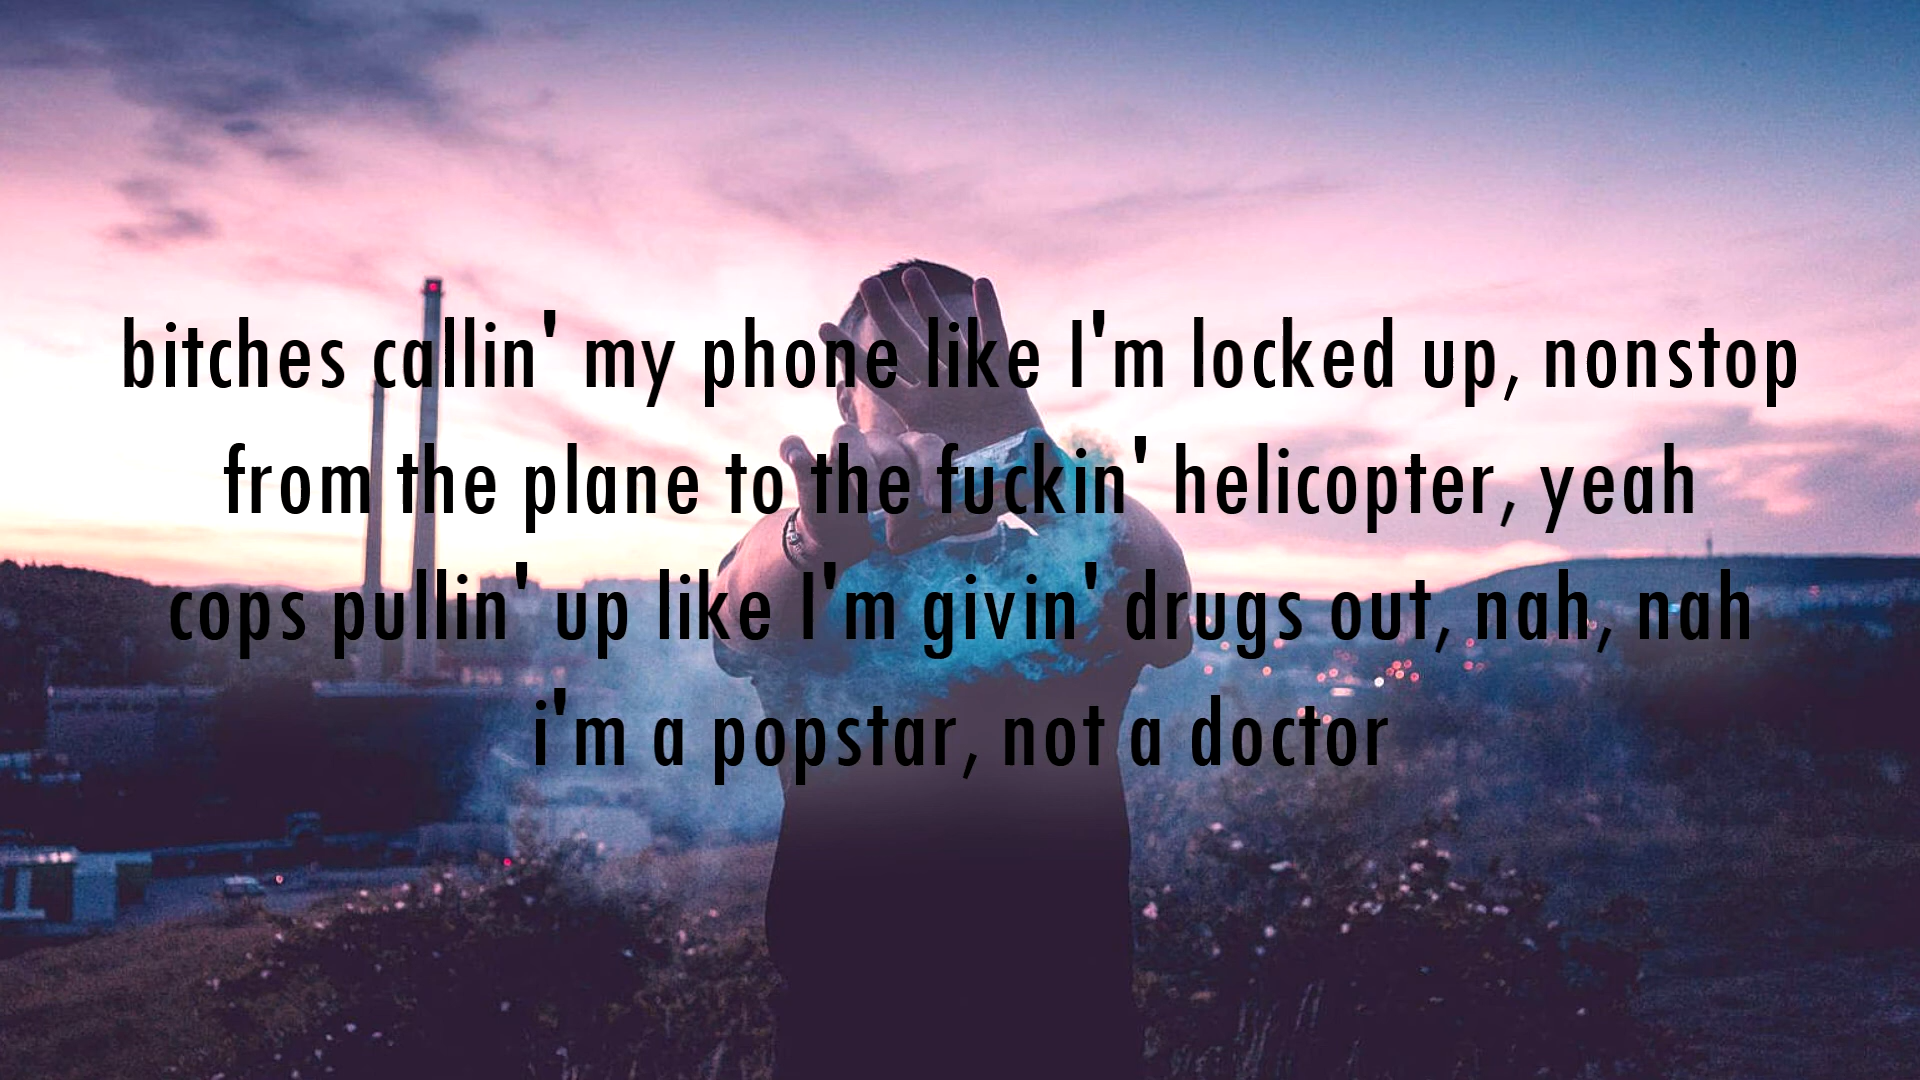 bitches callin' my phone like I'm locked up, nonstop
from the plane to the fuckin' helicopter, yeah
cops pullin' up like I'm givin' drugs out, nah, nah
i'm a popstar, not a doctor